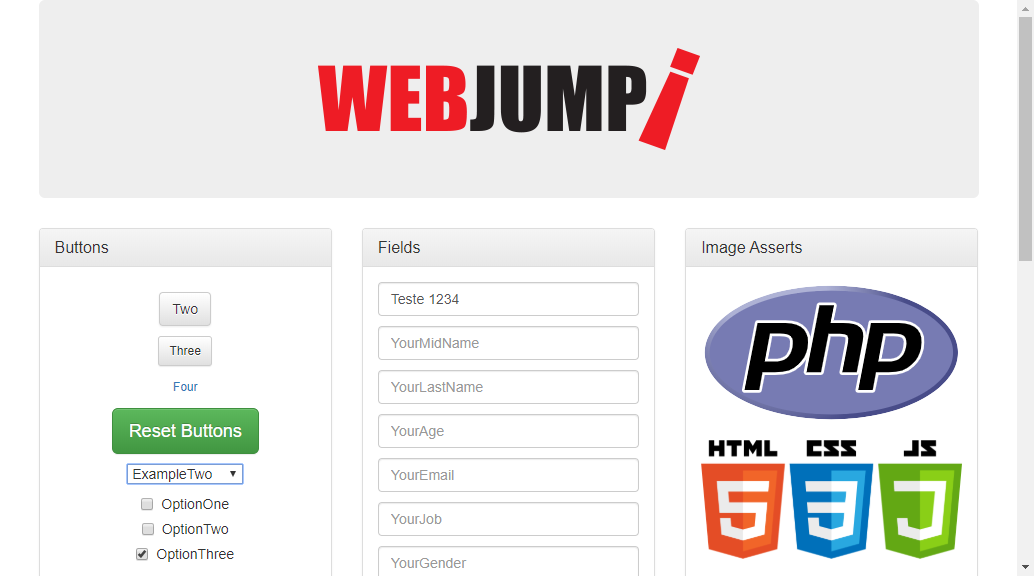 WEBJUMP!
Buttons
Two
Three
Four
Reset Buttons
ExampleTwo
OptionOne
OptionTwo
OptionThree
Fields
Teste 1234
YourMidName
YourLastName
YourAge
YourEmail
YourJob
YourGender
Image Asserts
php
HTML CSS JS
5 3 J